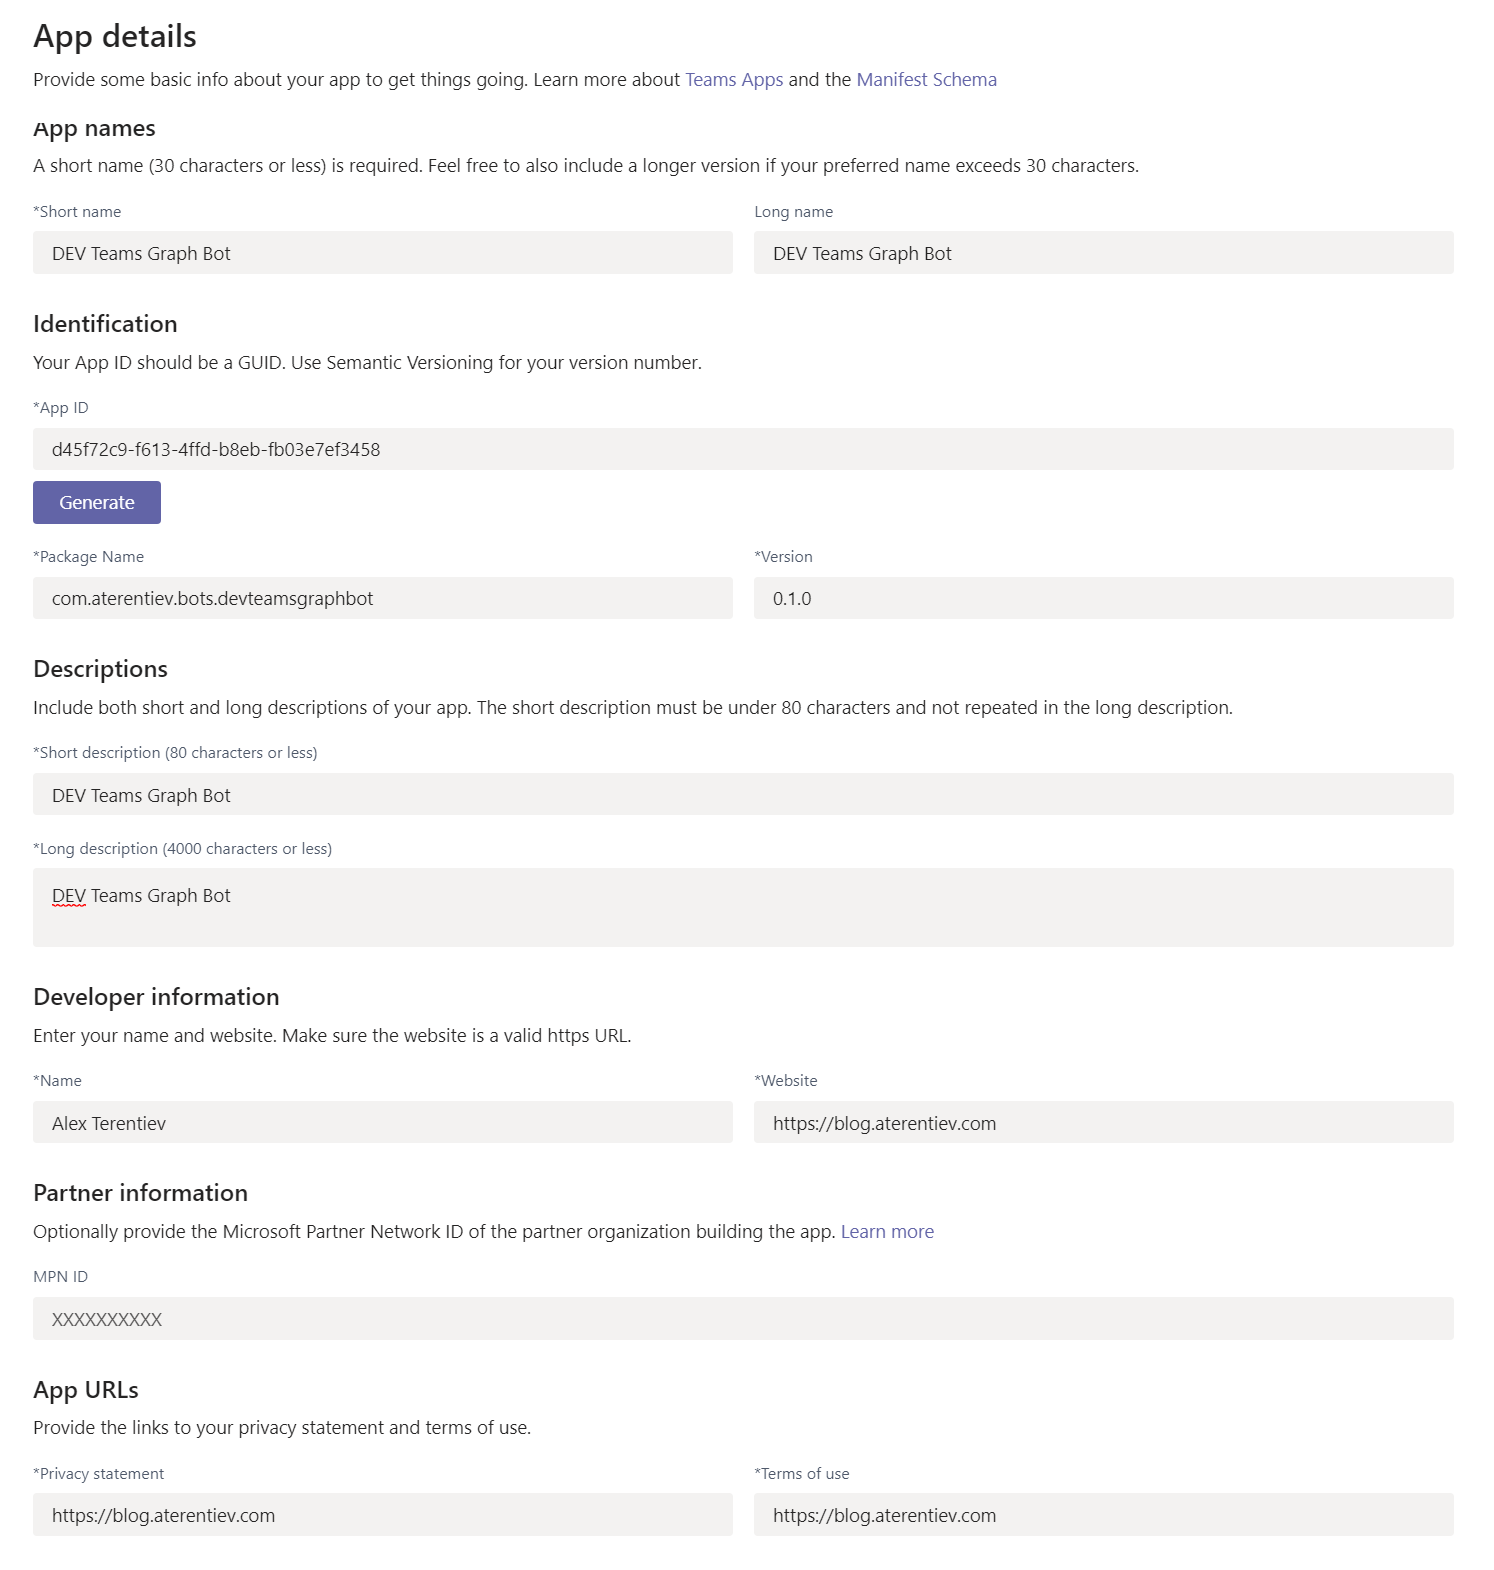 App details
Provide some basic info about your app to get things going. Learn more about Teams Apps and the Manifest Schema
App names
A short name (30 characters or less) is required. Feel free to also include a longer version if your preferred name exceeds 30 characters.
*Short name
Long name
DEV Teams Graph Bot
DEV Teams Graph Bot
Identification
Your App ID should be a GUID. Use Semantic Versioning for your version number.
*App ID
d45f72c9-f613-4ffd-b8eb-fb03e7ef3458
Generate
*Package Name
*Version
com.aterentiev.bots.devteamsgraphbot
0.1.0
Descriptions
Include both short and long descriptions of your app. The short description must be under 80 characters and not repeated in the long description.
*Short description (80 characters or less)
DEV Teams Graph Bot
*Long description (4000 characters or less)
DEV Teams Graph Bot
Developer information
Enter your name and website. Make sure the website is a valid https URL.
*Name
*Website
Alex Terentiev
https://blog.aterentiev.com
Partner information
Optionally provide the Microsoft Partner Network ID of the partner organization building the app. Learn more
MPN ID
XXXXXXXXXX
App URLs
Provide the links to your privacy statement and terms of use.
*Privacy statement
*Terms of use
https://blog.aterentiev.com
https://blog.aterentiev.com